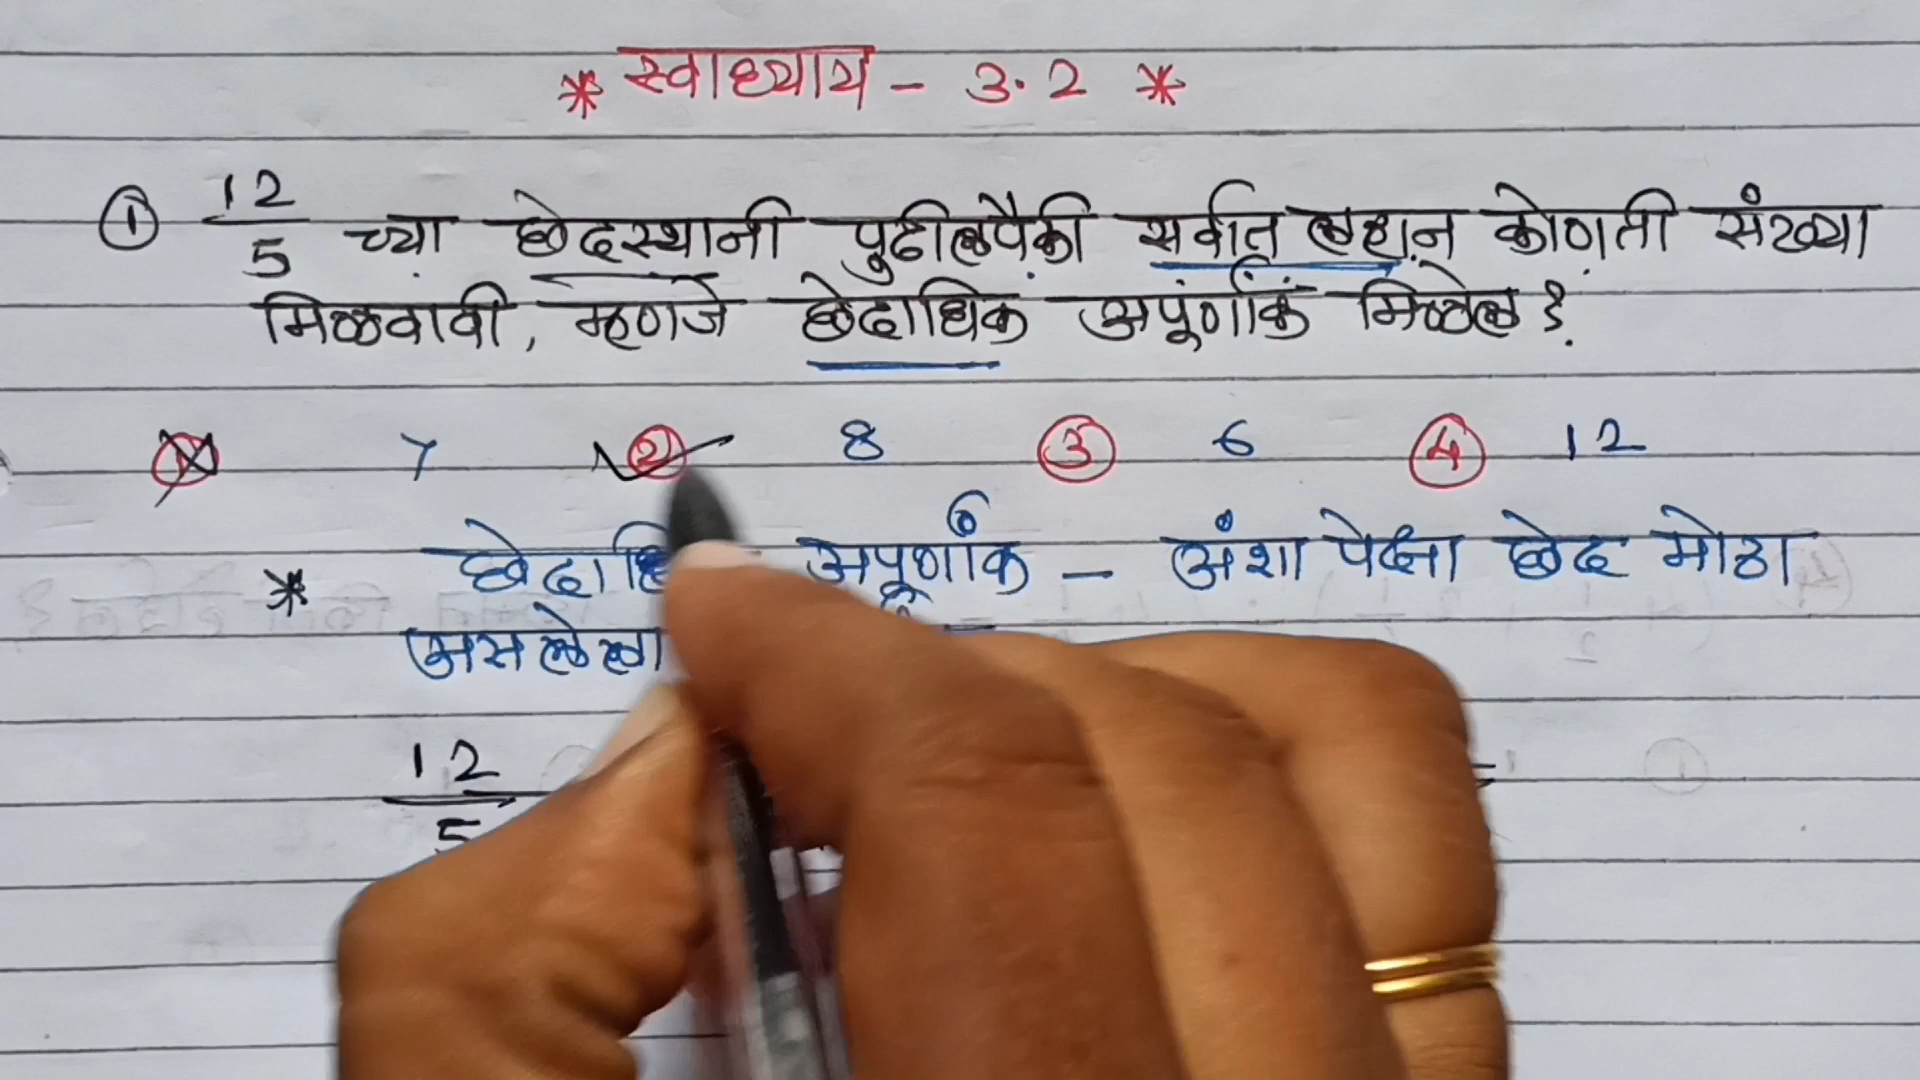 * स्वाध्याय - 3.2 *
① 12/5 च्या छेदस्थानी पुढीलपैकी सर्वात लहान कोणती संख्या
मिळवावी, म्हणजे छेदाधिक अपूर्णांक मिळेल?
① 7 ② 8 ③ 6 ④ 12
* अपूर्णांक - अंशा पेक्षा छेद मोठा
असलेला
12/5